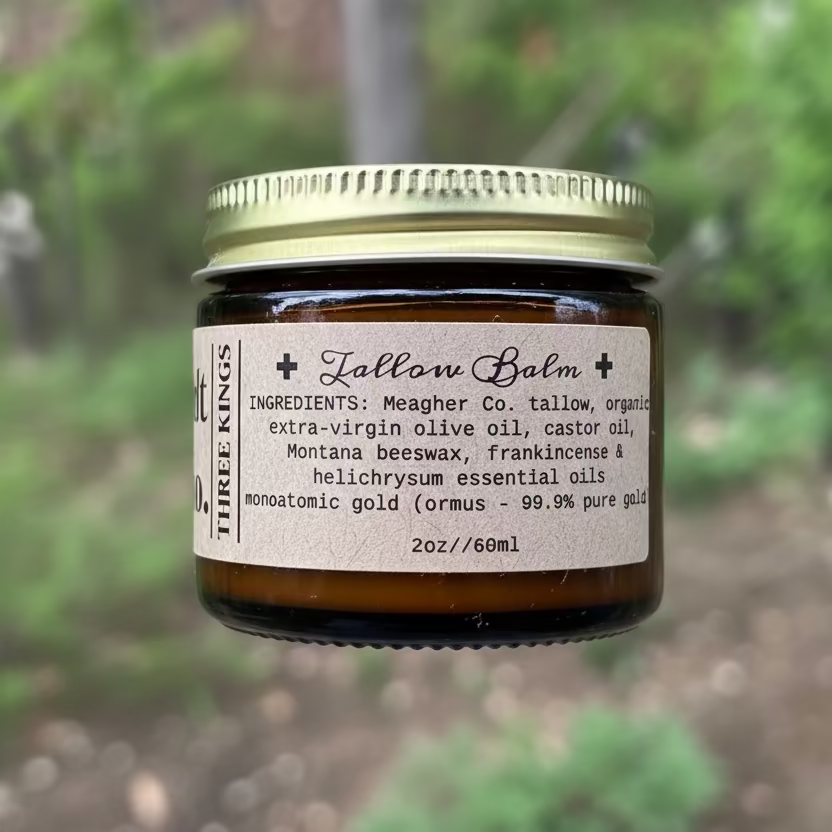 THREE KINGS
+ Tallow Balm +
INGREDIENTS: Meagher Co. tallow, organic
extra-virgin olive oil, castor oil,
Montana beeswax, frankincense &
helichrysum essential oils
monoatomic gold (ormus - 99.9% pure gold
2oz//60ml